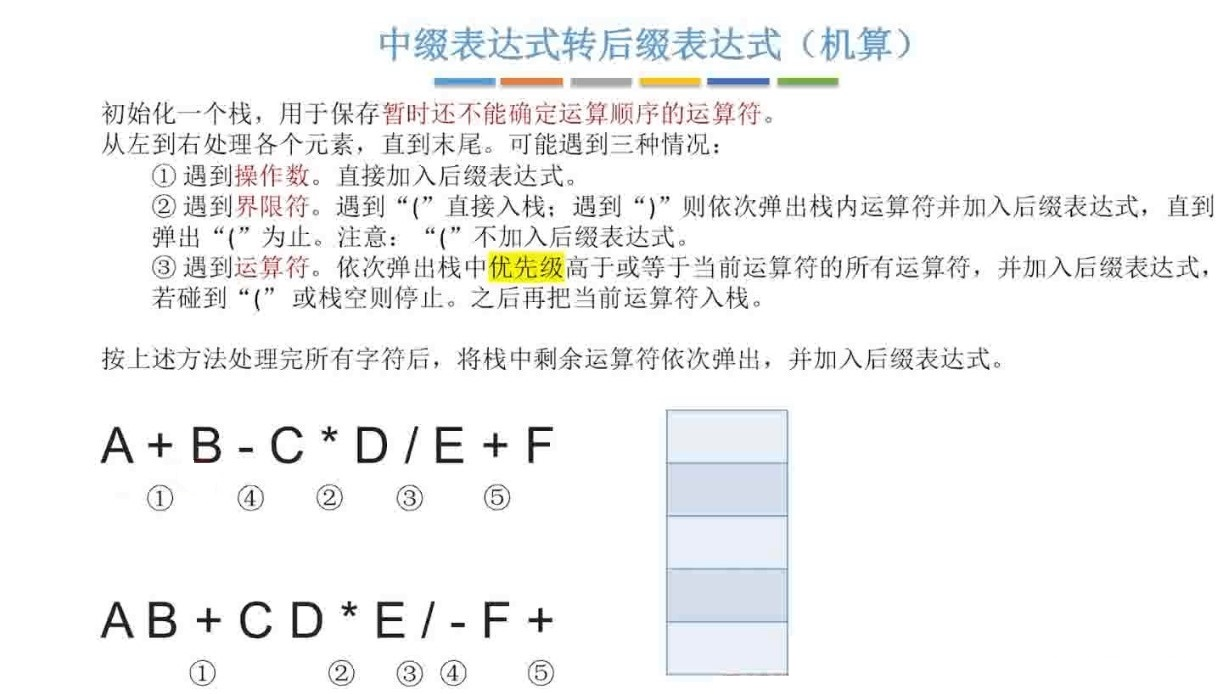 中缀表达式转后缀表达式（机算）
初始化一个栈，用于保存暂时还不能确定运算顺序的运算符。
从左到右处理各个元素，直到末尾。可能遇到三种情况：
① 遇到操作数。直接加入后缀表达式。
② 遇到界限符。遇到“(”直接入栈；遇到“)”则依次弹出栈内运算符并加入后缀表达式，直到
弹出“(”为止。注意：“(”不加入后缀表达式。
③ 遇到运算符。依次弹出栈中优先级高于或等于当前运算符的所有运算符，并加入后缀表达式，
若碰到“(” 或栈空则停止。之后再把当前运算符入栈。
按上述方法处理完所有字符后，将栈中剩余运算符依次弹出，并加入后缀表达式。
A + B - C * D / E + F
① ④ ② ③ ⑤
A B + C D * E / - F +
① ② ③ ④ ⑤